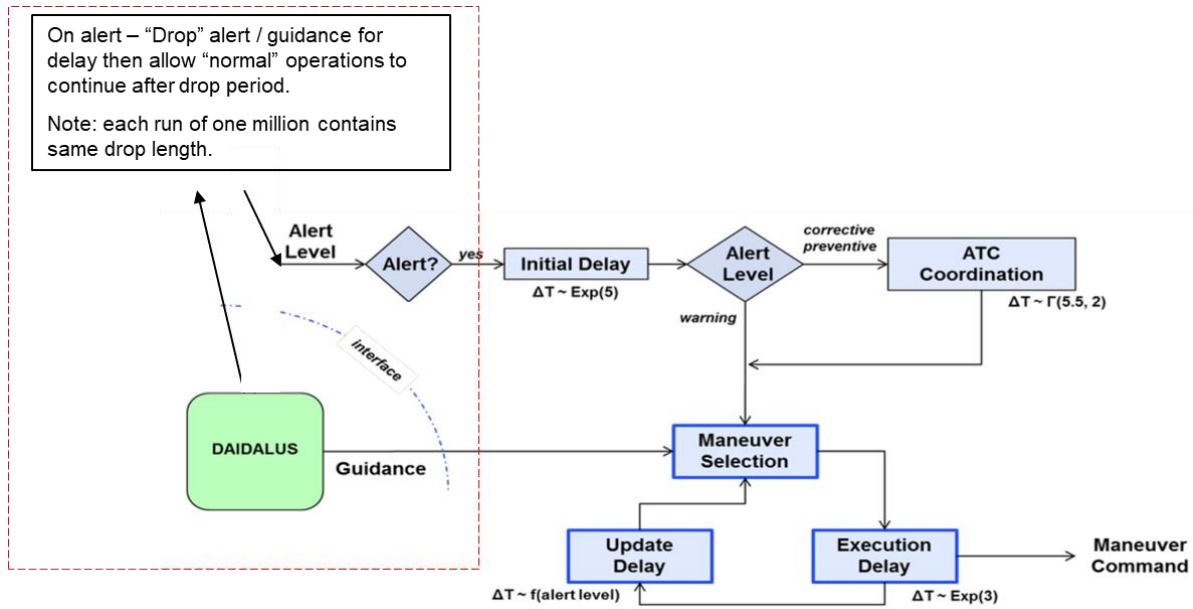 On alert – “Drop” alert / guidance for
delay then allow “normal” operations to
continue after drop period.
Note: each run of one million contains
same drop length.
Alert
Level
Alert?
yes
Initial Delay
ΔT ~ Exp(5)
Alert
Level
corrective
preventive
ATC
Coordination
ΔT ~ Γ(5.5, 2)
warning
interface
DAIDALUS
Guidance
Maneuver
Selection
Update
Delay
ΔT ~ f(alert level)
Execution
Delay
ΔT ~ Exp(3)
Maneuver
Command